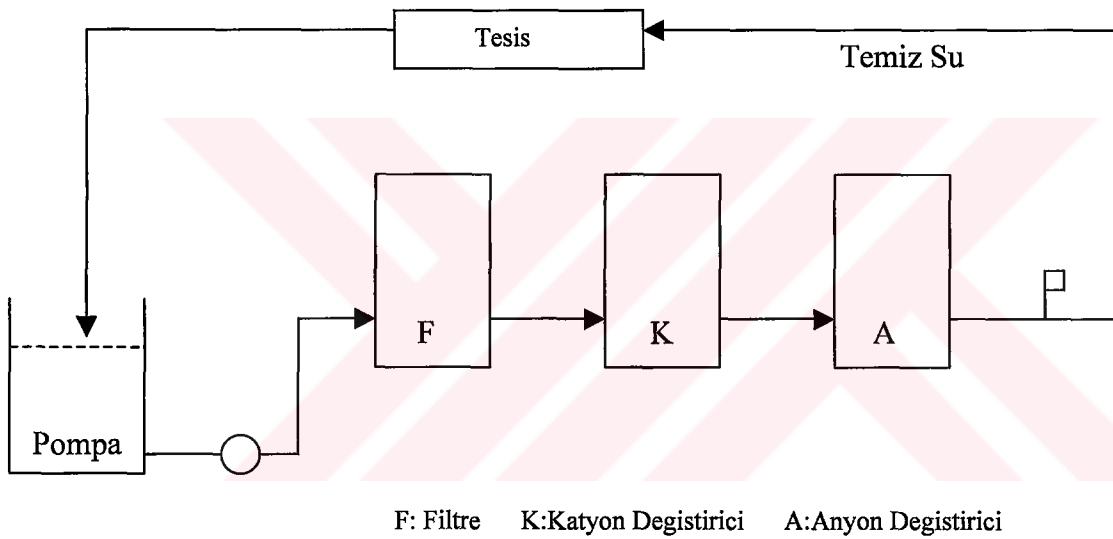 Tesis
Temiz Su
F
K
A
Pompa
F: Filtre K:Katyon Degistirici A:Anyon Degistirici